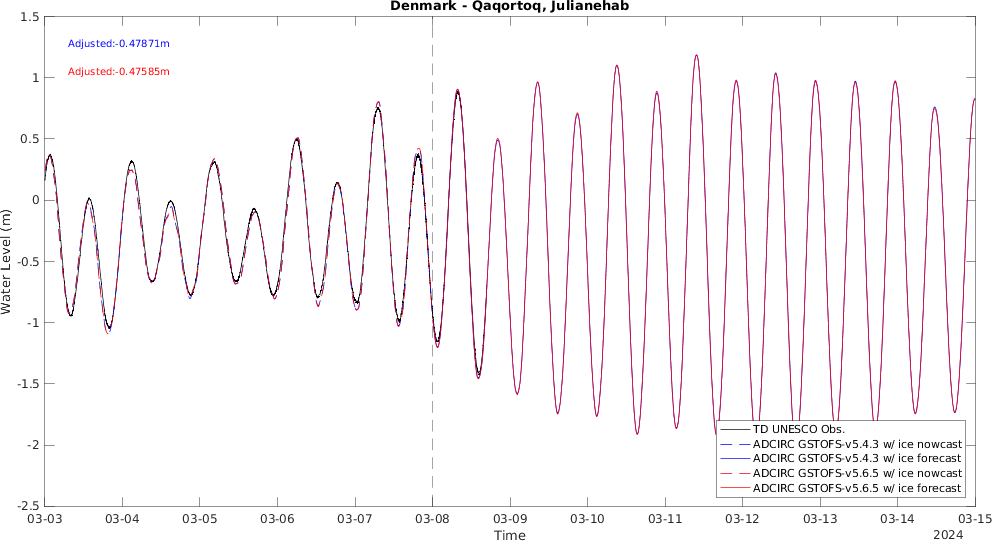 Denmark - Qaqortoq, Julianehab
1.5
Adjusted:-0.47871m
Adjusted:-0.47585m
1
0.5
0
-0.5
-1
-1.5
-2
-2.5
Water Level (m)
TD UNESCO Obs.
ADCIRC GSTOFS-v5.4.3 w/ ice nowcast
ADCIRC GSTOFS-v5.4.3 w/ ice forecast
ADCIRC GSTOFS-v5.6.5 w/ ice nowcast
ADCIRC GSTOFS-v5.6.5 w/ ice forecast
03-03 03-04 03-05 03-06 03-07 03-08 03-09 03-10 03-11 03-12 03-13 03-14 03-15
Time
2024